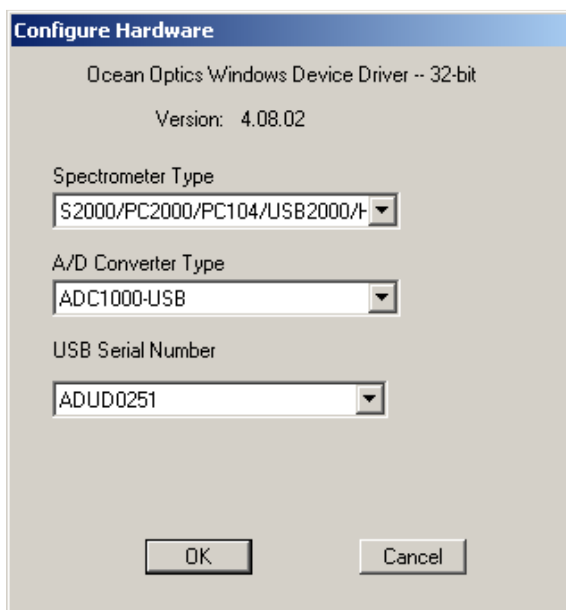 Configure Hardware
Ocean Optics Windows Device Driver -- 32-bit
Version: 4.08.02
Spectrometer Type
S2000/PC2000/PC104/USB2000/H
A/D Converter Type
ADC1000-USB
USB Serial Number
ADUD0251
OK Cancel